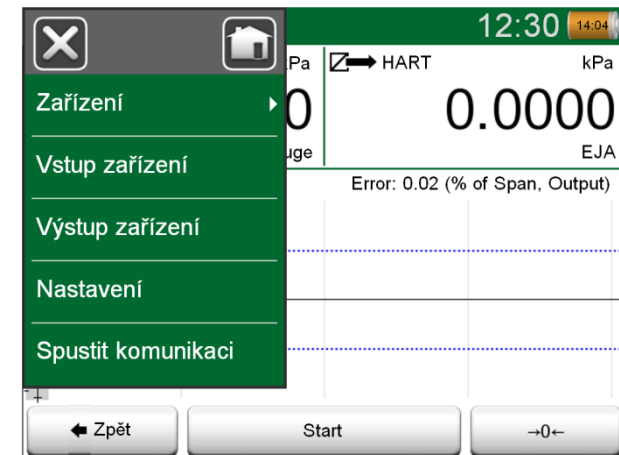 12:30 14:04
Zařízení
Vstup zařízení
Výstup zařízení
Nastavení
Spustit komunikaci
Pa
0
uge
HART kPa
0.0000
EJA
Error: 0.02 (% of Span, Output)
Zpět
Start
→0←